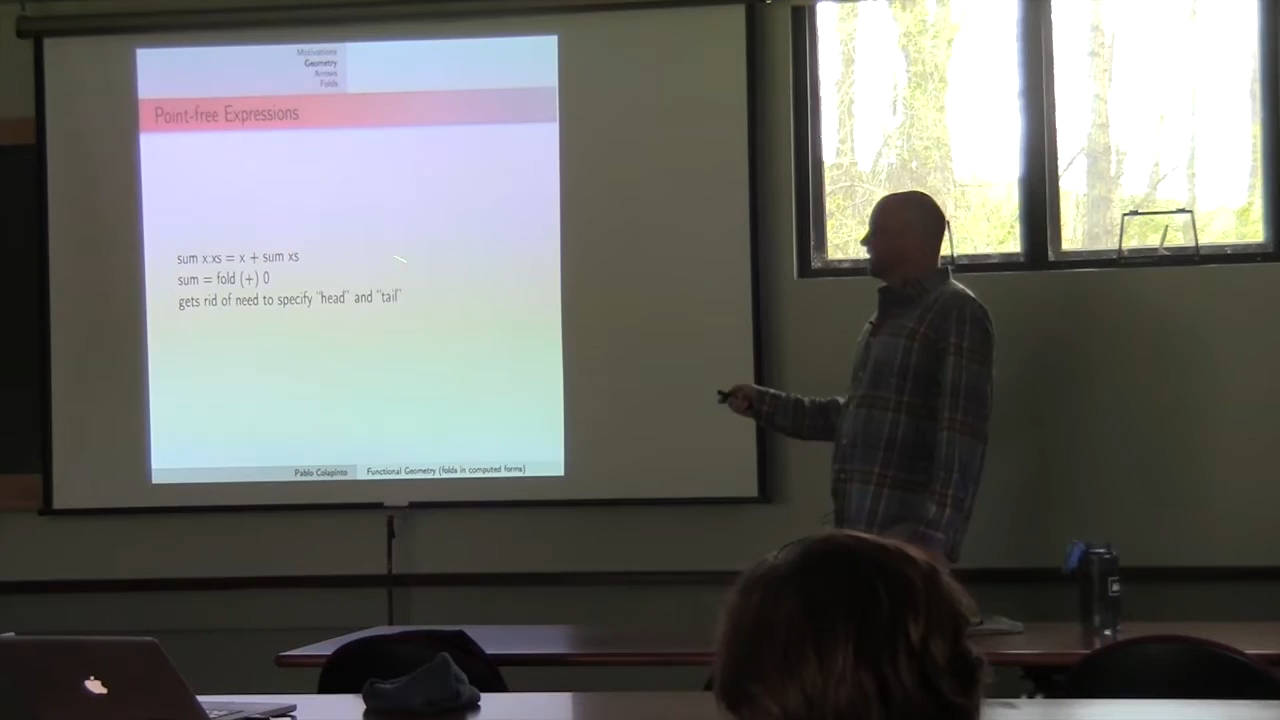 Motivations
Geometry
Arrows
Folds
Point-free Expressions
sum x:xs = x + sum xs
sum = fold (+) 0
gets rid of need to specify "head" and "tail"
Pablo Colapinto Functional Geometry (folds in computed forms)